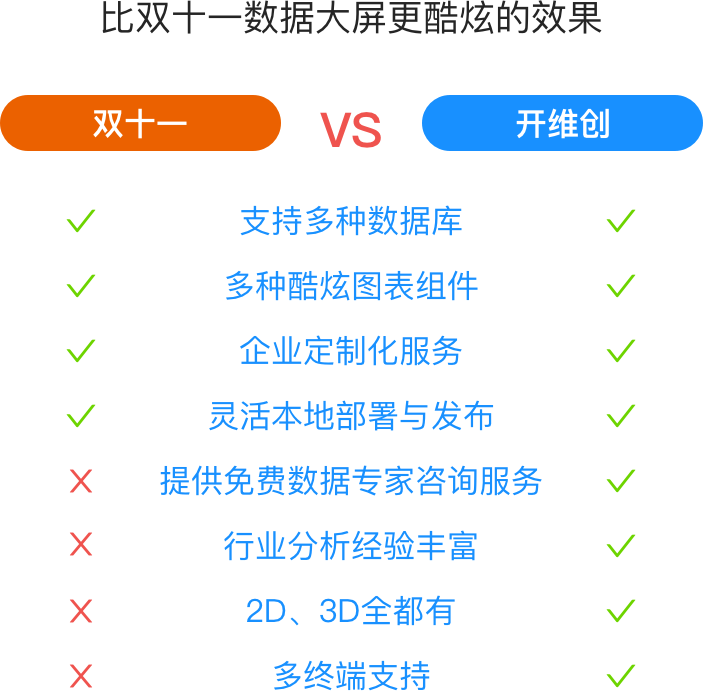 比双十一数据大屏更酷炫的效果
双十一 VS 开维创
支持多种数据库
多种酷炫图表组件
企业定制化服务
灵活本地部署与发布
提供免费数据专家咨询服务
行业分析经验丰富
2D、3D全都有
多终端支持